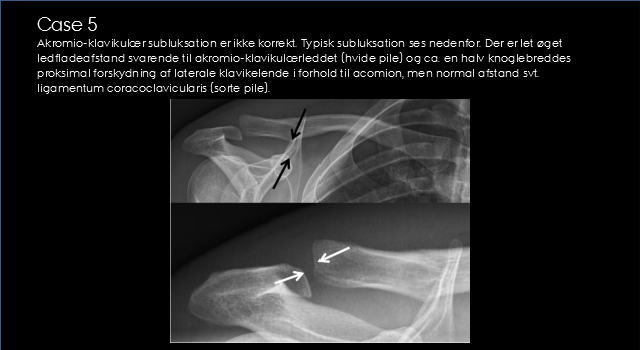 Case 5
Akromio-klavikulær subluksation er ikke korrekt. Typisk subluksation ses nedenfor. Der er let øget
ledfladeafstand svarende til akromio-klavikulærleddet (hvide pile) og ca. en halv knoglebreddes
proksimal forskydning af laterale klavikelende i forhold til acomion, men normal afstand svt.
ligamentum coracoclavicularis (sorte pile).